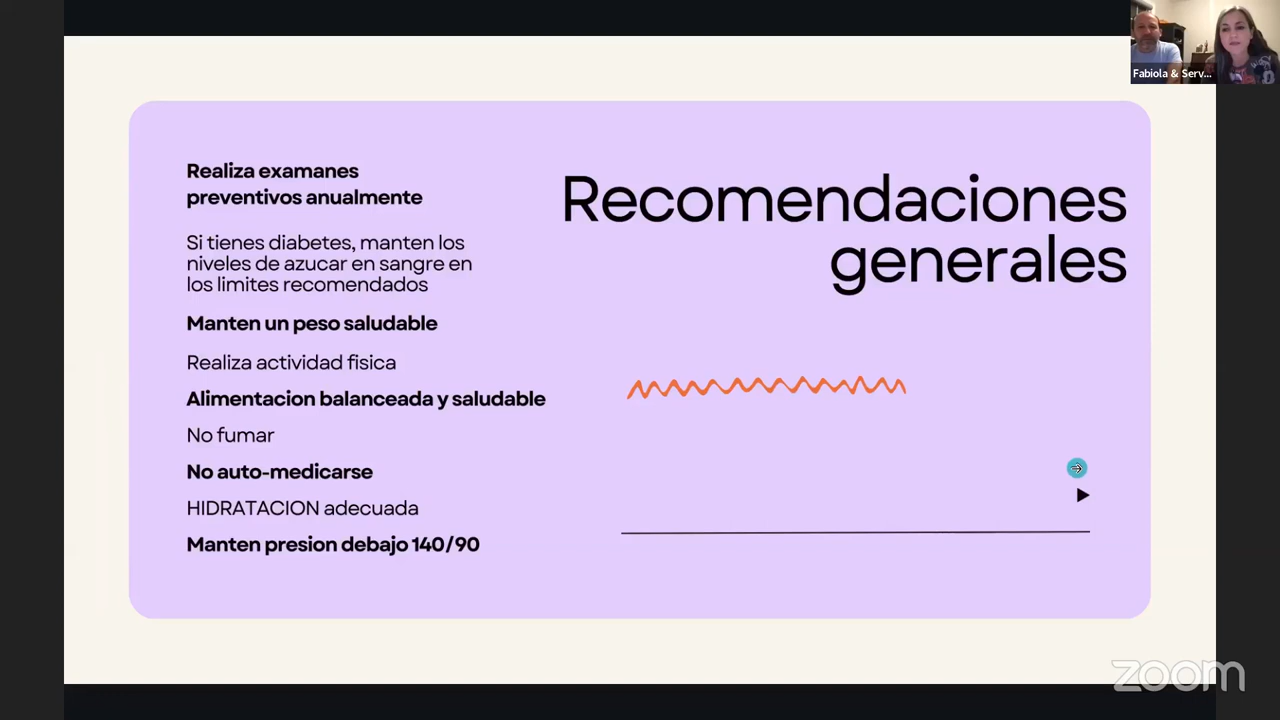 Fabiola & Serv...
Realiza examanes
preventivos anualmente
Si tienes diabetes, manten los
niveles de azucar en sangre en
los limites recomendados
Manten un peso saludable
Realiza actividad fisica
Alimentacion balanceada y saludable
No fumar
No auto-medicarse
HIDRATACION adecuada
Manten presion debajo 140/90
Recomendaciones
generales
zoom